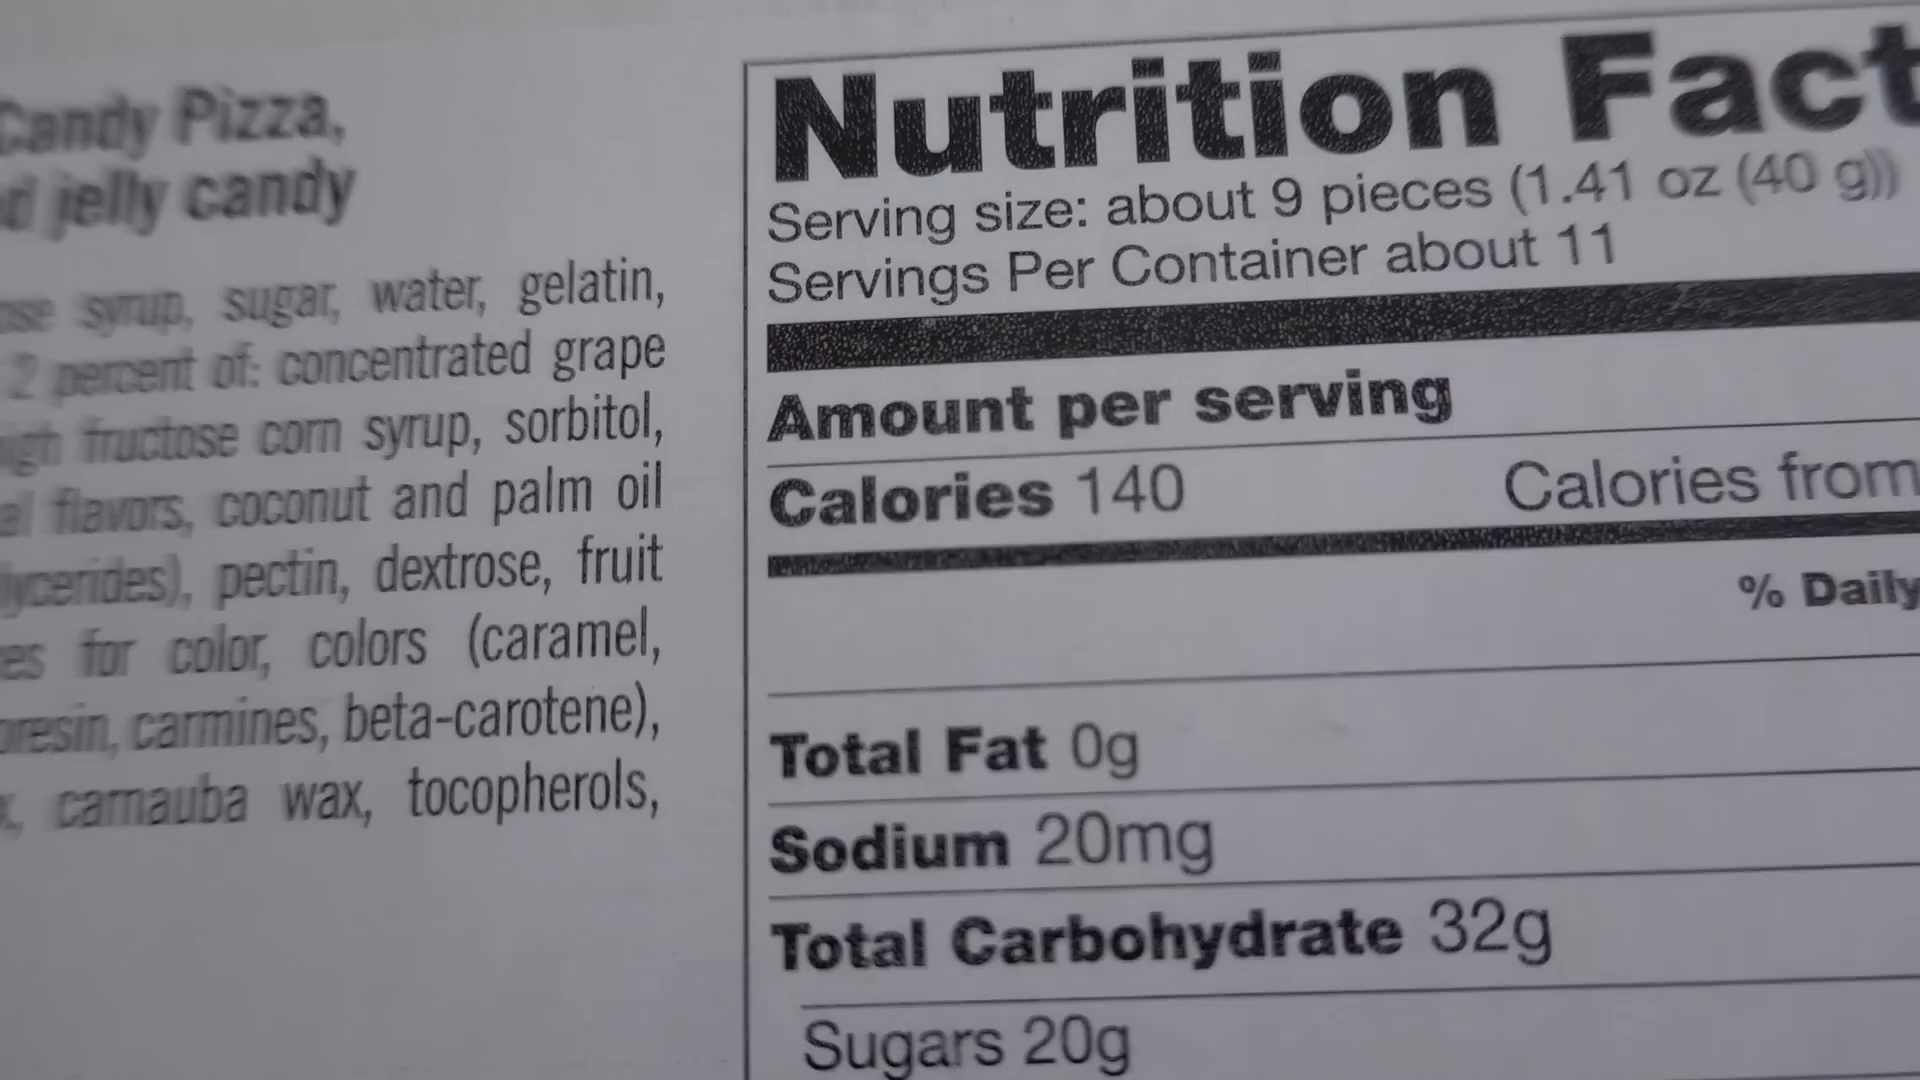 Candy Pizza,
jelly candy
syrup, sugar, water, gelatin,
2 percent of: concentrated grape
fructose corn syrup, sorbitol,
flavors, coconut and palm oil
pectin, dextrose, fruit
for color, colors (caramel,
carmines, beta-carotene),
carnauba wax, tocopherols,
Nutrition Fact
Serving size: about 9 pieces (1.41 oz (40 g))
Servings Per Container about 11
Amount per serving
Calories 140 Calories from
% Daily
Total Fat 0g
Sodium 20mg
Total Carbohydrate 32g
Sugars 20g